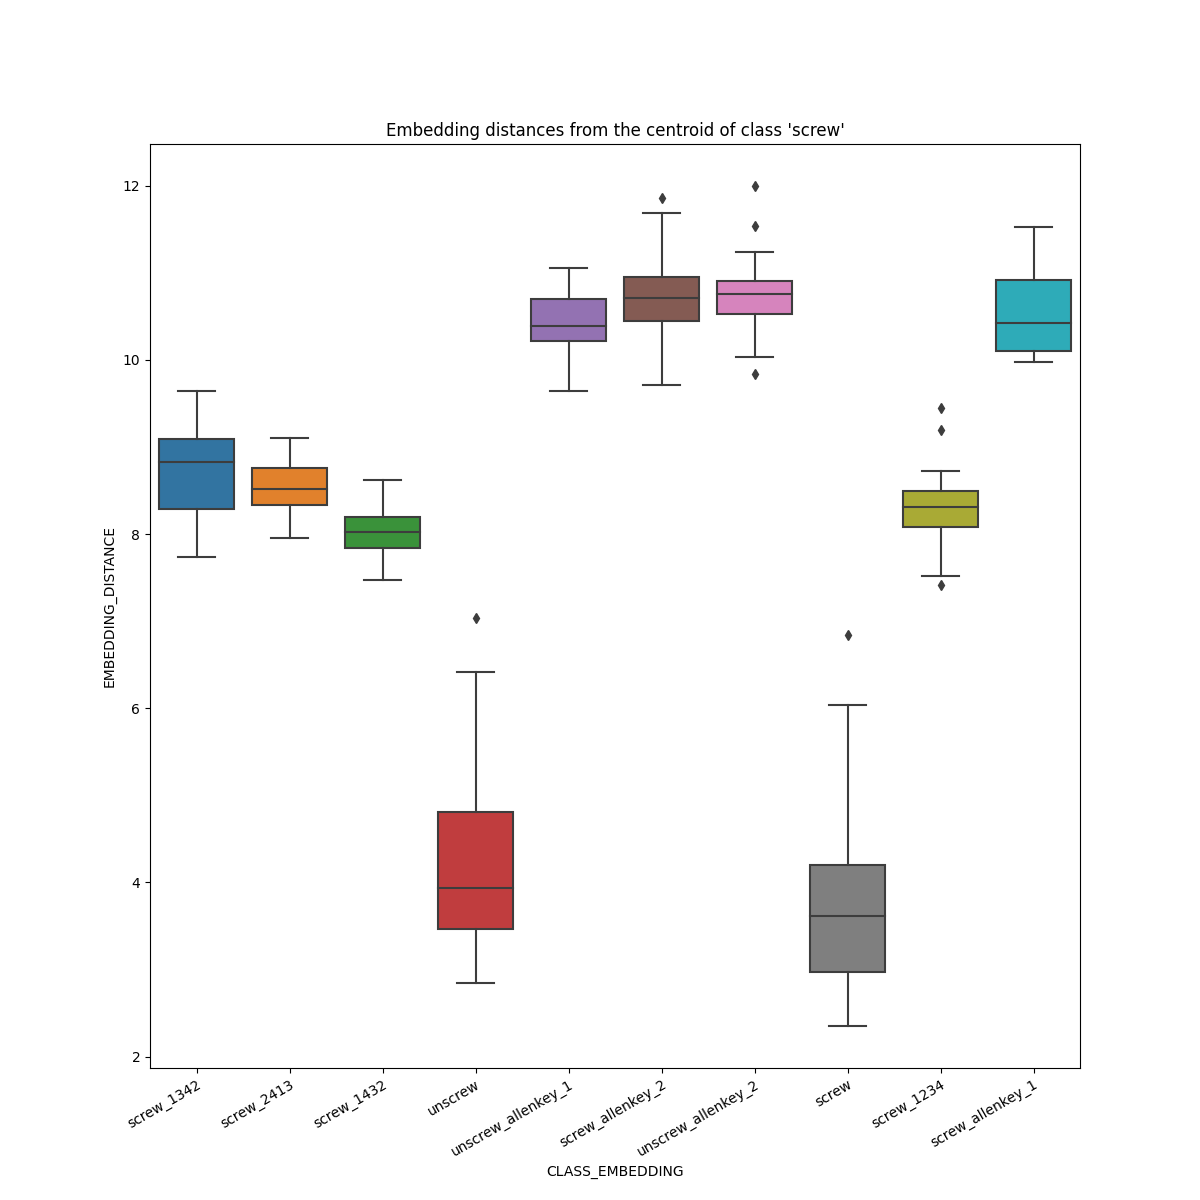 Embedding distances from the centroid of class 'screw'
EMBEDDING_DISTANCE
12
10
8
6
4
2
screw_1342
screw_2413
screw_1432
unscrew
unscrew_allenkey_1
screw_allenkey_2
unscrew_allenkey_2
screw
screw_1234
screw_allenkey_1
CLASS_EMBEDDING